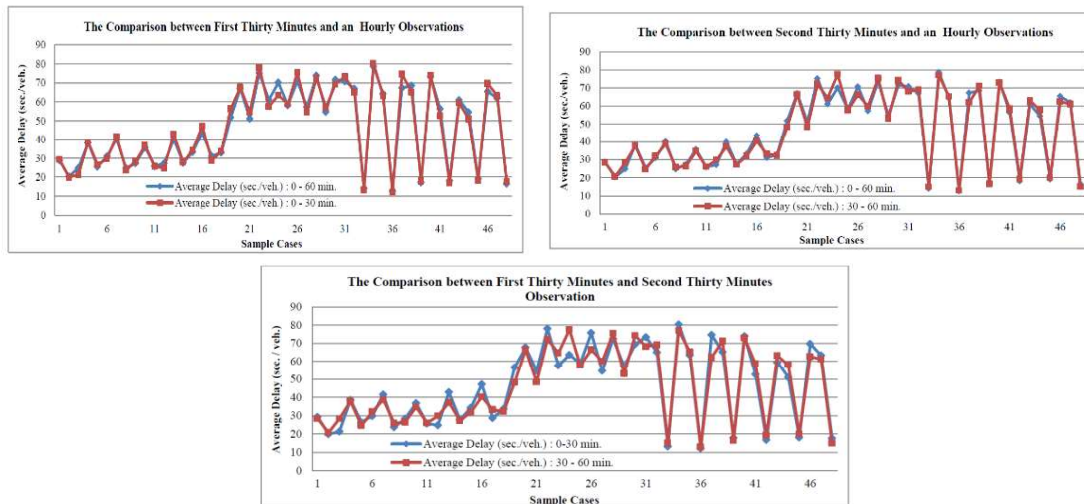 The Comparison between First Thirty Minutes and an Hourly Observations
Average Delay (sec./veh.)
90
80
70
60
50
40
30
20
10
0
Average Delay (sec./veh.) : 0 - 60 min.
Average Delay (sec./veh.) : 0 - 30 min.
1 6 11 16 21 26 31 36 41 46
Sample Cases
The Comparison between Second Thirty Minutes and an Hourly Observations
Average Delay (sec./veh.)
90
80
70
60
50
40
30
20
10
0
Average Delay (sec./veh.) : 0 - 60 min.
Average Delay (sec./veh.) : 30 - 60 min.
1 6 11 16 21 26 31 36 41 46
Sample Cases
The Comparison between First Thirty Minutes and Second Thirty Minutes
Observation
Average Delay (sec. / veh.)
90
80
70
60
50
40
30
20
10
0
Average Delay (sec./veh.) : 0-30 min.
Average Delay (sec./veh.) : 30 - 60 min.
1 6 11 16 21 26 31 36 41 46
Sample Cases